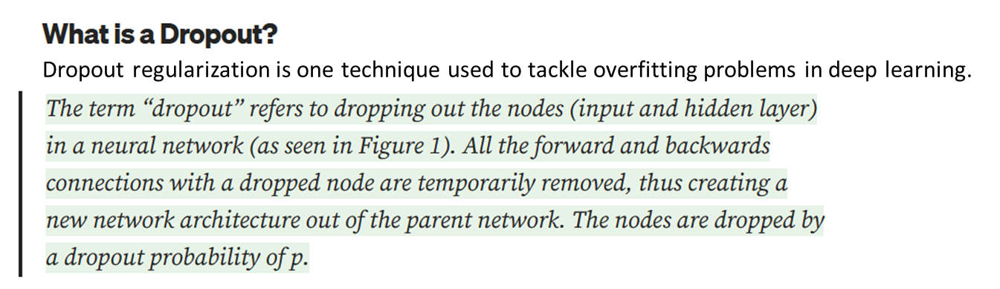 What is a Dropout?
Dropout regularization is one technique used to tackle overfitting problems in deep learning.
The term “dropout” refers to dropping out the nodes (input and hidden layer)
in a neural network (as seen in Figure 1). All the forward and backwards
connections with a dropped node are temporarily removed, thus creating a
new network architecture out of the parent network. The nodes are dropped by
a dropout probability of p.